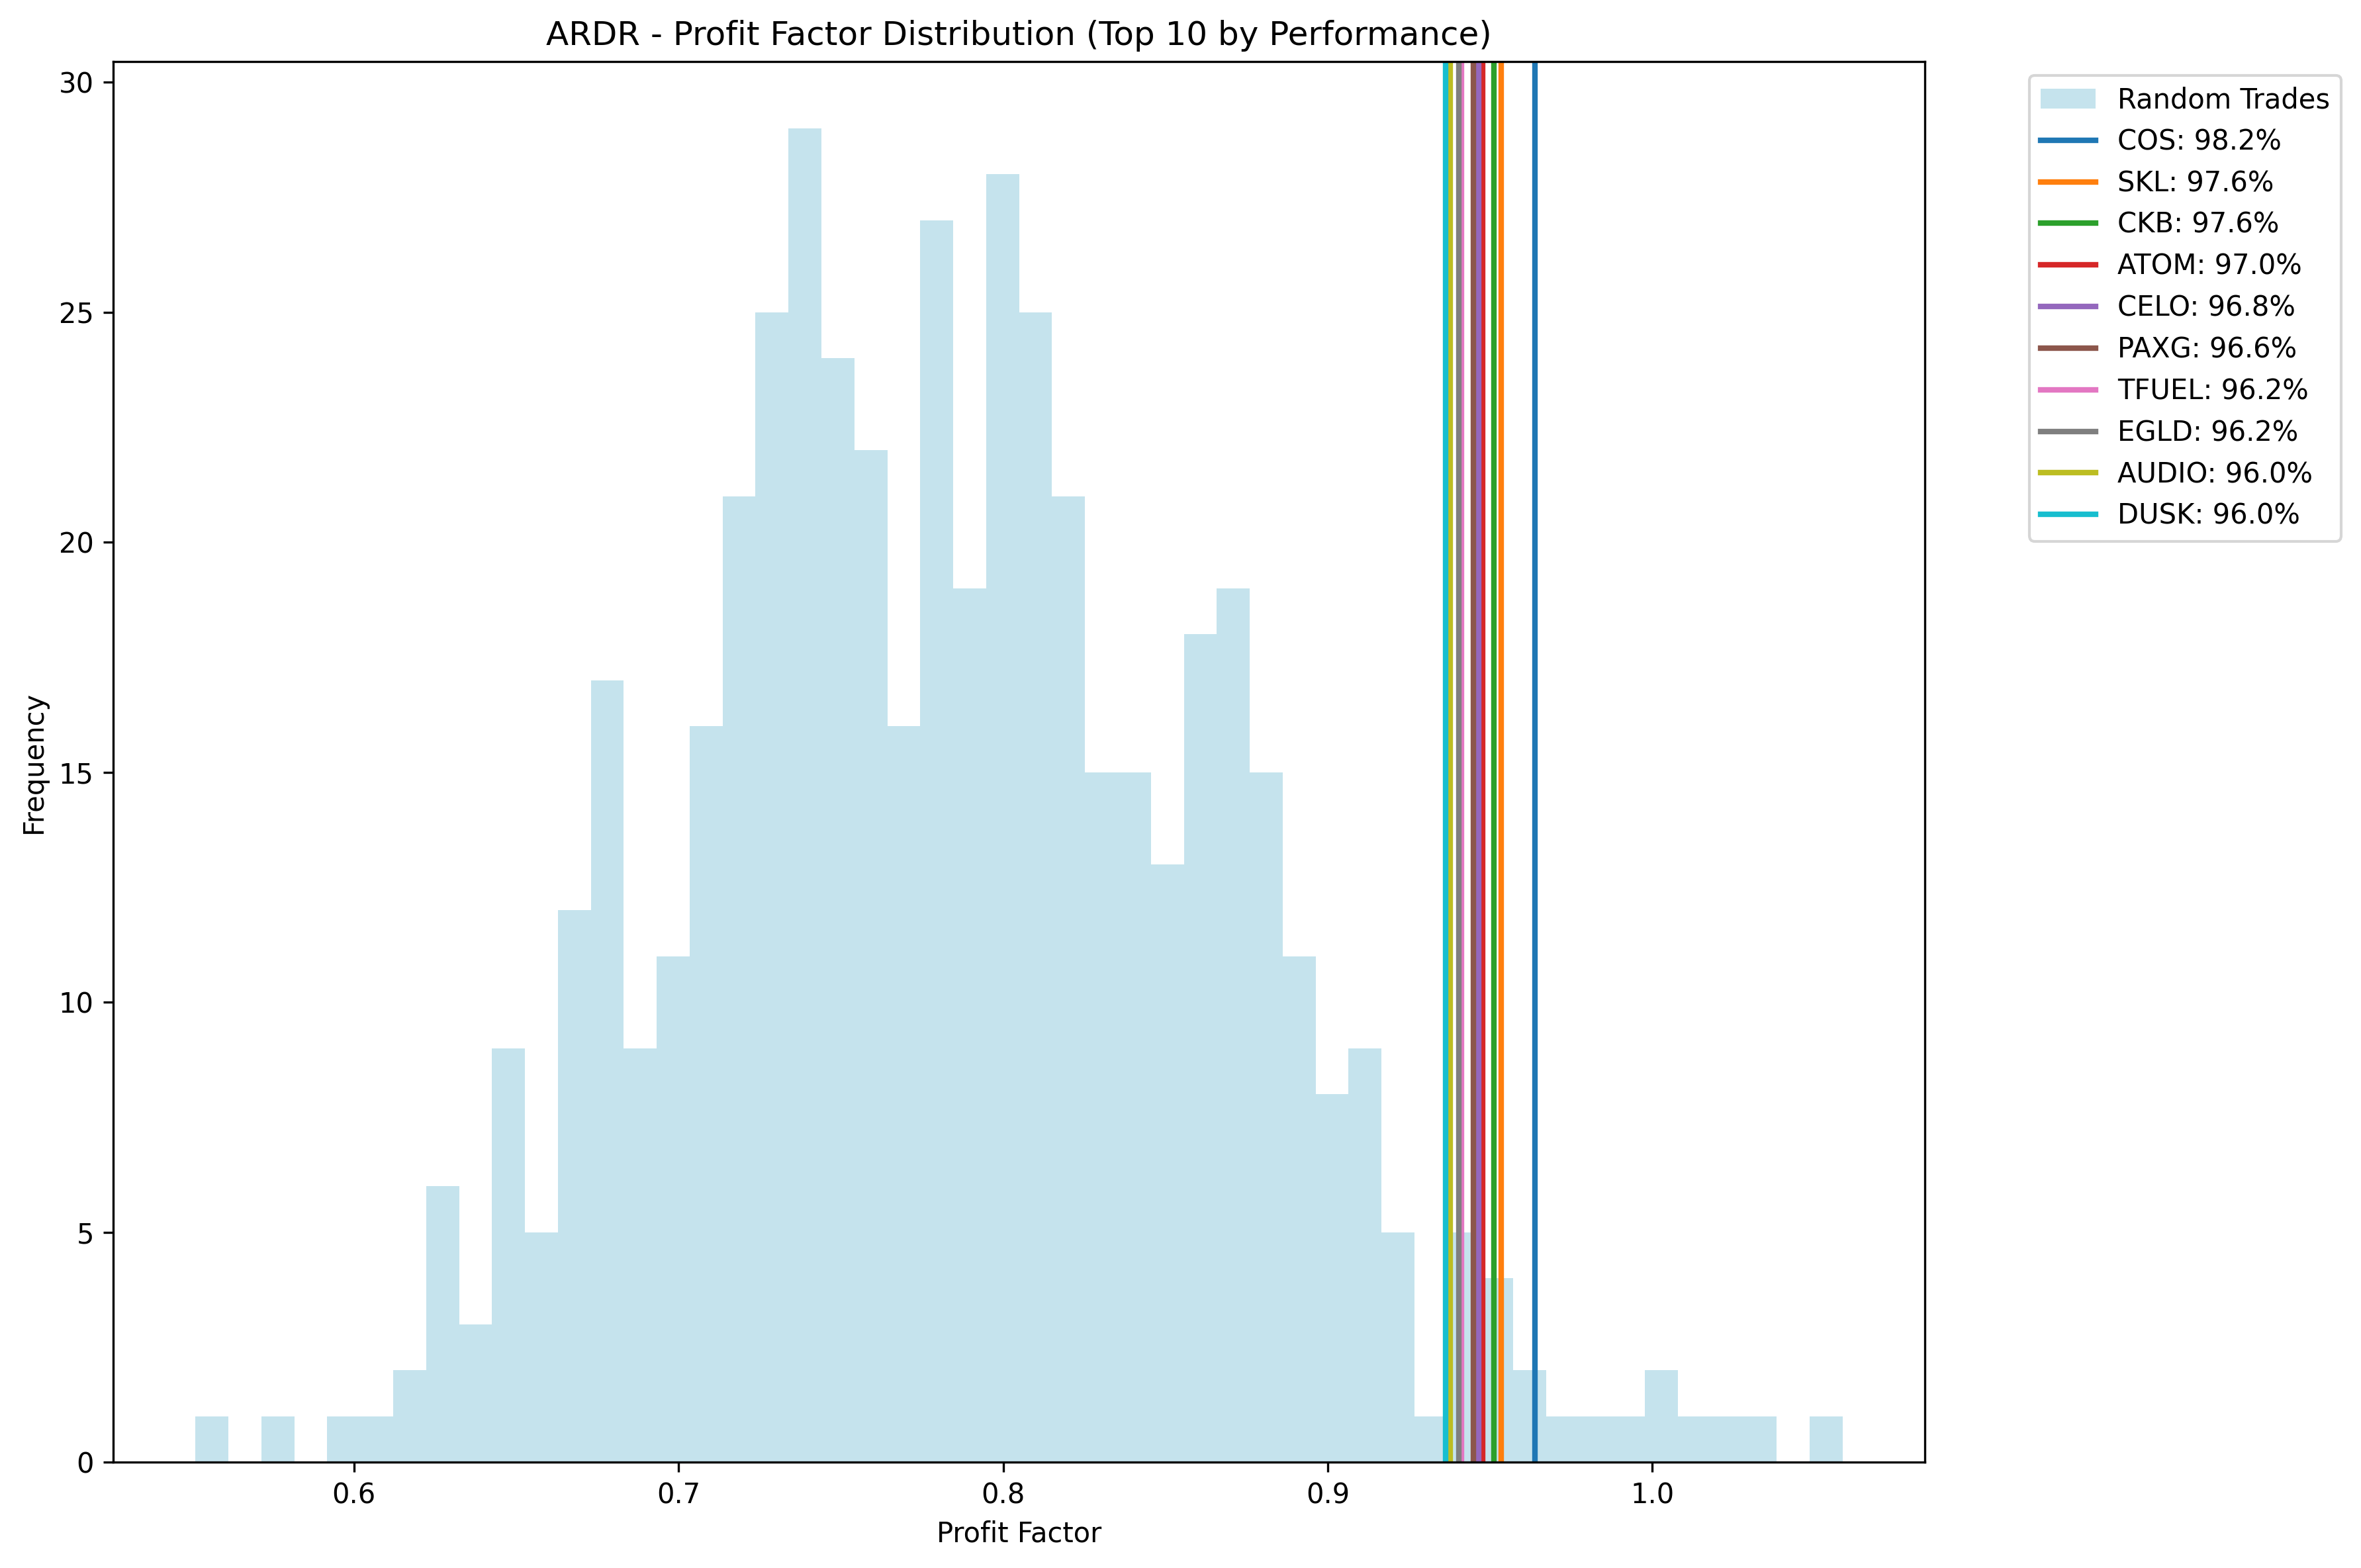 ARDR - Profit Factor Distribution (Top 10 by Performance)
30
25
20
15
10
5
0
Frequency
0.6 0.7 0.8 0.9 1.0
Profit Factor
Random Trades
COS: 98.2%
SKL: 97.6%
CKB: 97.6%
ATOM: 97.0%
CELO: 96.8%
PAXG: 96.6%
TFUEL: 96.2%
EGLD: 96.2%
AUDIO: 96.0%
DUSK: 96.0%